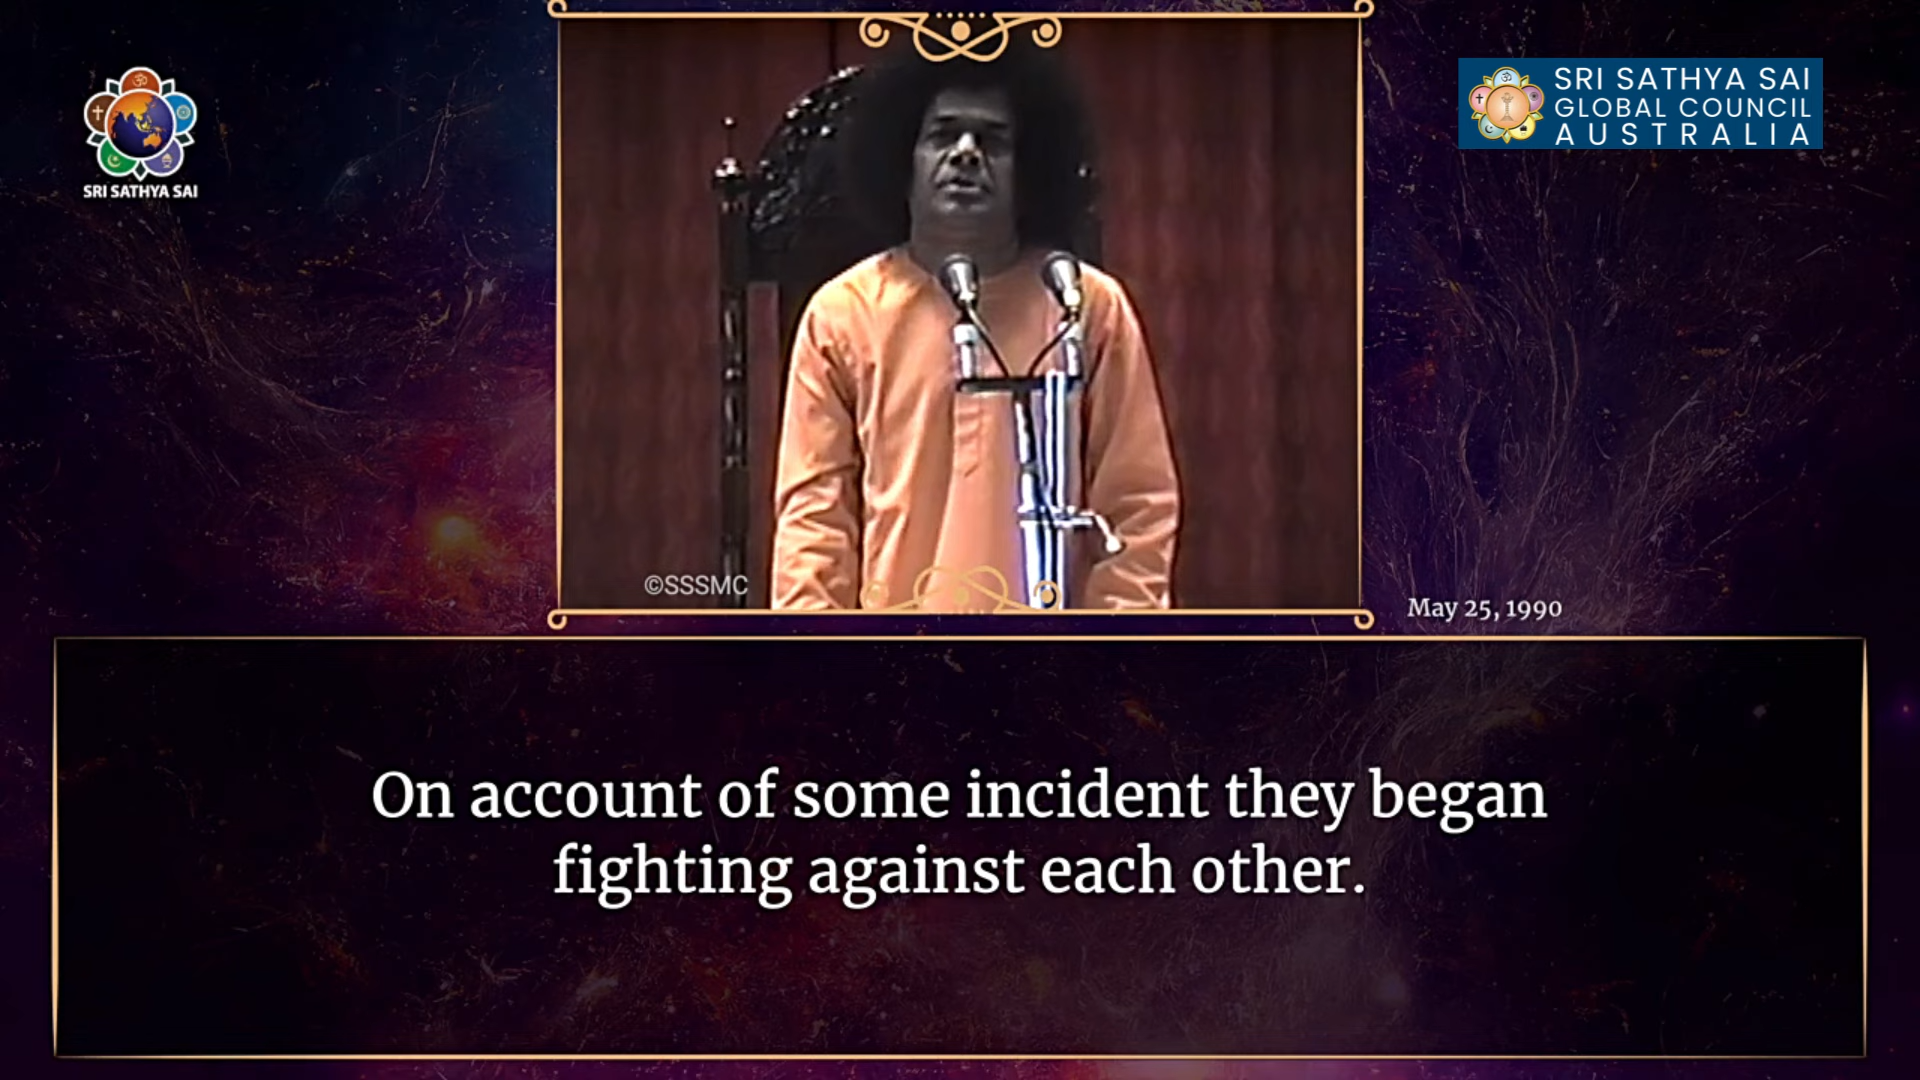 SRI SATHYA SAI
SRI SATHYA SAI
GLOBAL COUNCIL
AUSTRALIA
©SSSMC
May 25, 1990
On account of some incident they began
fighting against each other.